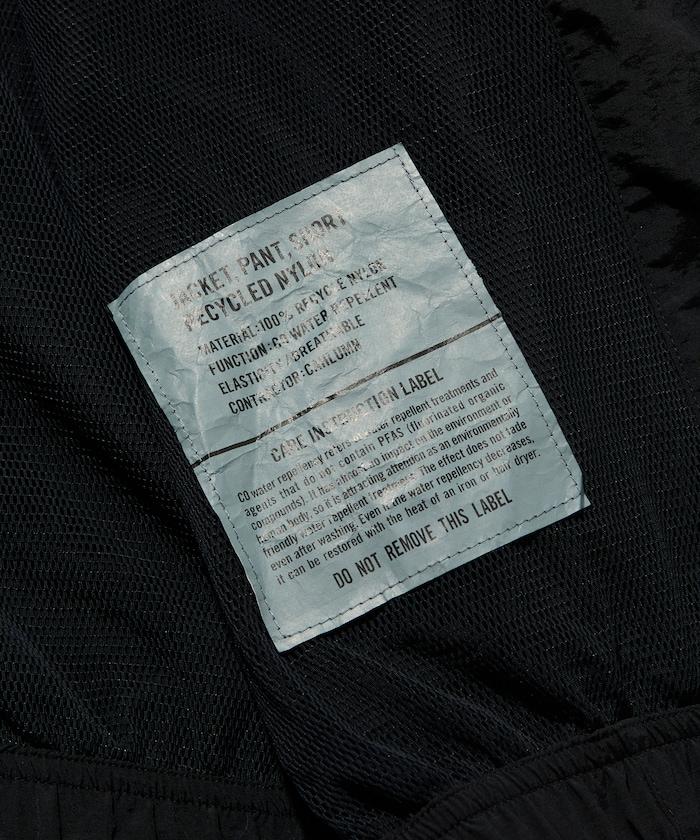 JACKET, PANT, SHORT
RECYCLED NYLON
MATERIAL:100% RECYCLE NYLGE
FUNCTION:C0 WATER REPELLENT
ELASTICITY/BREATHABLE
CONTRACTOR:CAHLUMN
CARE INSTRUCTION LABEL
C0 water repellency refers to water repellent treatments and
agents that do not contain PFAS (fluorinated organic
compounds). It has almost no impact on the environment or
human body, so it is attracting attention as an environmentally
friendly water repellent treatment. The effect does not fade
even after washing. Even if the water repellency decreases,
it can be restored with the heat of an iron or hair dryer.
DO NOT REMOVE THIS LABEL